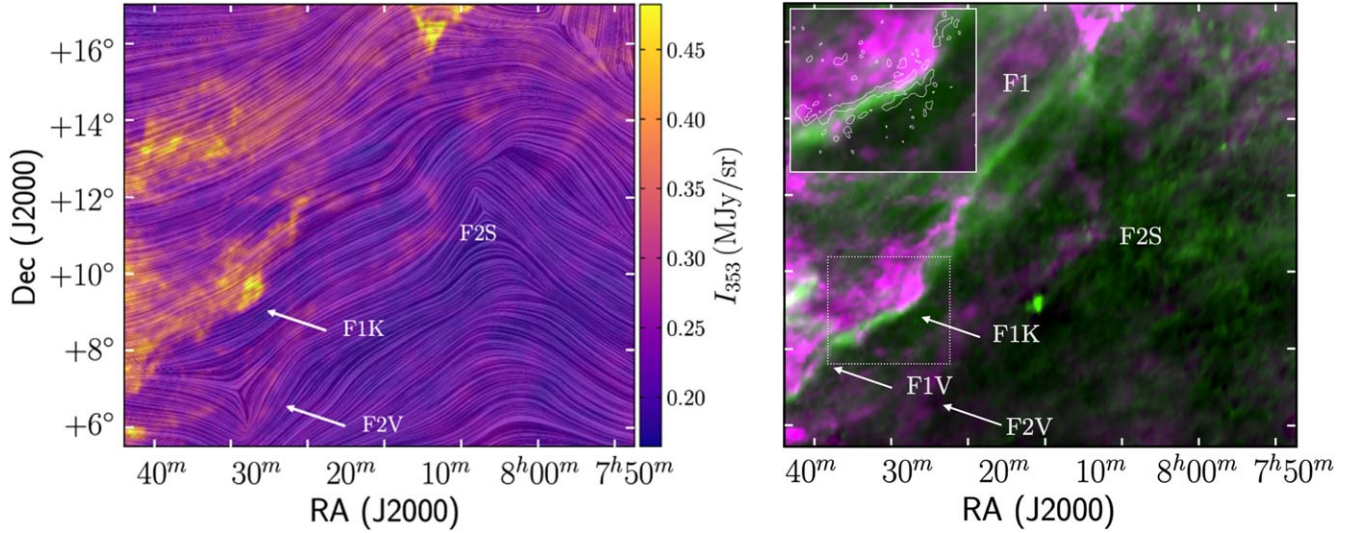 +16°
+14°
+12°
+10°
+8°
+6°
Dec (J2000)
F2S
F1K
F2V
40ᵐ 30ᵐ 20ᵐ 10ᵐ 8ʰ00ᵐ 7ʰ50ᵐ
RA (J2000)
0.45
0.40
0.35
0.30
0.25
0.20
I₃₅₃ (MJy/sr)
F1
F2S
F1K
F1V
F2V
40ᵐ 30ᵐ 20ᵐ 10ᵐ 8ʰ00ᵐ 7ʰ50ᵐ
RA (J2000)